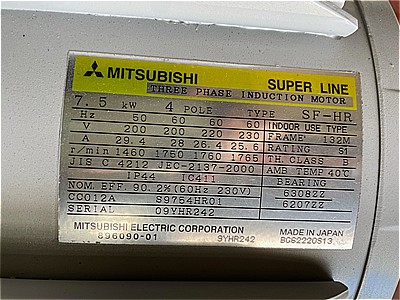 MITSUBISHI SUPER LINE
THREE PHASE INDUCTION MOTOR
7.5 kW 4 POLE TYPE SF-HR
Hz 50 60 60 60 INDOOR USE TYPE
V 200 200 220 230 FRAME 132M
A 29.4 28 26.4 25.6 RATING S1
r/min 1460 1750 1760 1765 TH. CLASS B
JIS C 4212 JEC-2137-2000 AMB TEMP 40℃
IP44 IC411 BEARING
NOM. EFF. 90.2%(60Hz 230V) 6308ZZ
CC012A S9754HR01 6207ZZ
SERIAL 09YHR242
MITSUBISHI ELECTRIC CORPORATION MADE IN JAPAN
896090-01 9YHR242 BG62220S13